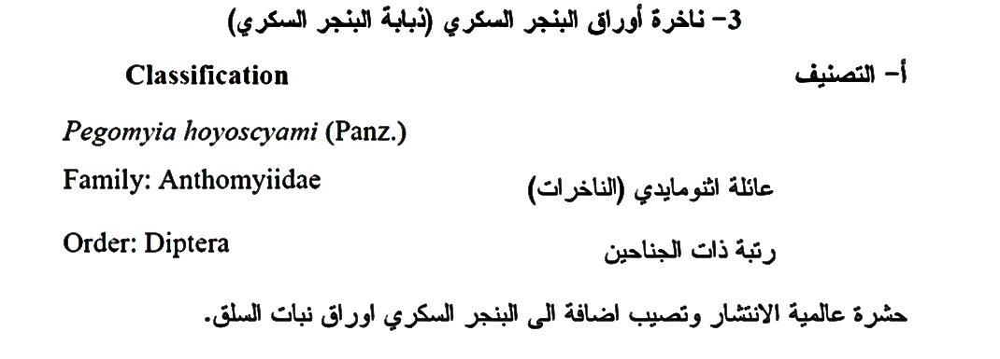 3- ناخرة أوراق البنجر السكري (ذبابة البنجر السكري)
أ- التصنيف Classification
Pegomyia hoyoscyami (Panz.)
عائلة اثنومايدي (الناخرات) Family: Anthomyiidae
رتبة ذات الجناحين Order: Diptera
حشرة عالمية الانتشار وتصيب اضافة الى البنجر السكري اوراق نبات السلق.